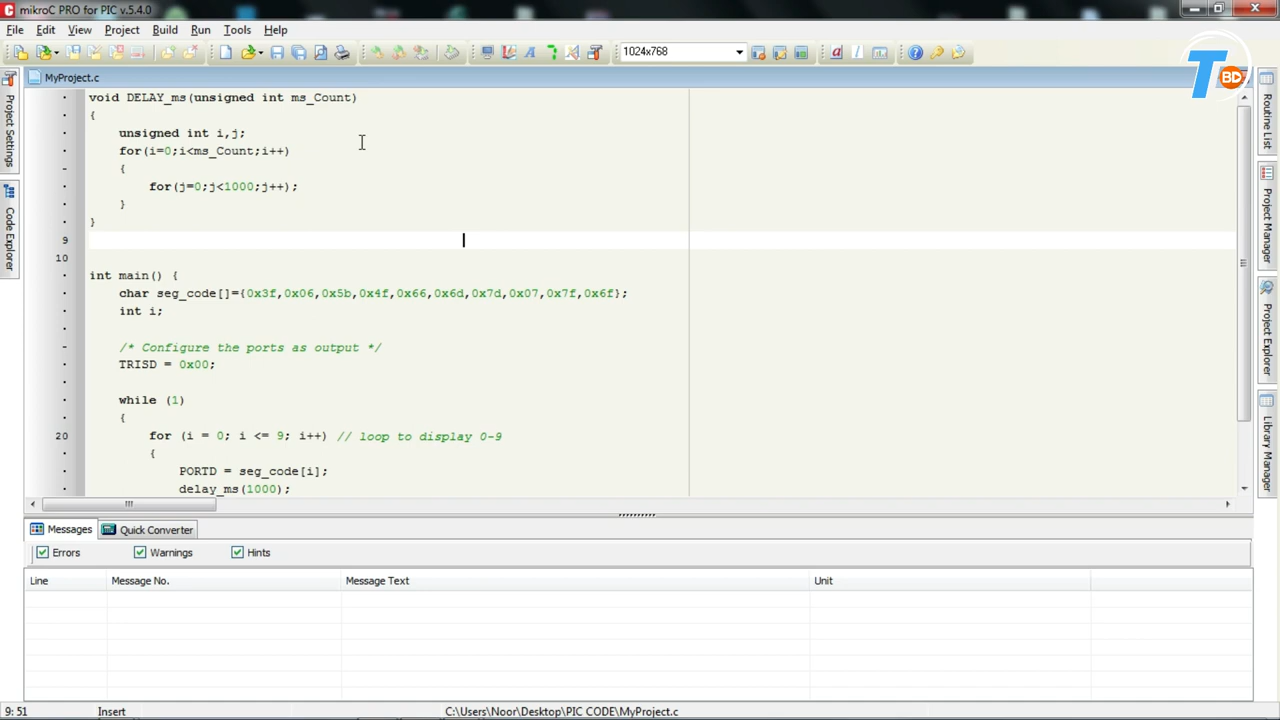 mikroC PRO for PIC v.5.4.0
File Edit View Project Build Run Tools Help
1024x768
T BD
MyProject.c
Project Settings
Code Explorer
Routine List
Project Manager
Project Explorer
Library Manager
void DELAY_ms(unsigned int ms_Count)
{
unsigned int i,j;
for(i=0;i<ms_Count;i++)
{
for(j=0;j<1000;j++);
}
}
9
10
int main() {
char seg_code[]={0x3f,0x06,0x5b,0x4f,0x66,0x6d,0x7d,0x07,0x7f,0x6f};
int i;
/* Configure the ports as output */
TRISD = 0x00;
while (1)
{
20 for (i = 0; i <= 9; i++) // loop to display 0-9
{
PORTD = seg_code[i];
delay_ms(1000);
Messages Quick Converter
Errors Warnings Hints
Line Message No. Message Text Unit
9: 51 Insert C:\Users\Noor\Desktop\PIC CODE\MyProject.c